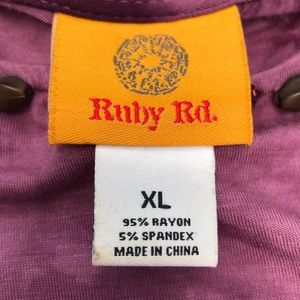 Ruby Rd.
XL
95% RAYON
5% SPANDEX
MADE IN CHINA